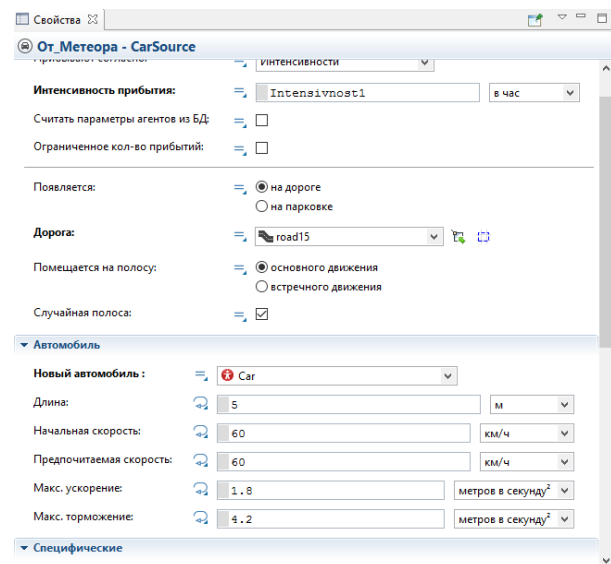 Свойства
От_Метеора - CarSource
Прибывают согласно: Интенсивности
Интенсивность прибытия: Intensivnost1 в час
Считать параметры агентов из БД:
Ограниченное кол-во прибытий:
Появляется: на дороге
на парковке
Дорога: road15
Помещается на полосу: основного движения
встречного движения
Случайная полоса:
Автомобиль
Новый автомобиль : Car
Длина: 5 м
Начальная скорость: 60 км/ч
Предпочитаемая скорость: 60 км/ч
Макс. ускорение: 1.8 метров в секунду²
Макс. торможение: 4.2 метров в секунду²
Специфические